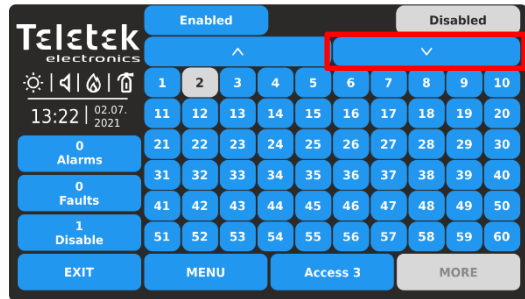 Teletek
electronics
13:22
02.07.
2021
0
Alarms
0
Faults
1
Disable
EXIT
Enabled
Disabled
1 2 3 4 5 6 7 8 9 10
11 12 13 14 15 16 17 18 19 20
21 22 23 24 25 26 27 28 29 30
31 32 33 34 35 36 37 38 39 40
41 42 43 44 45 46 47 48 49 50
51 52 53 54 55 56 57 58 59 60
MENU
Access 3
MORE